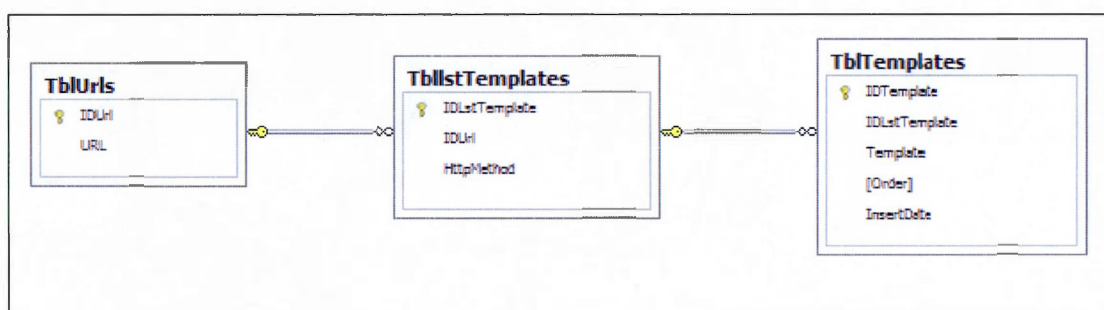 TblUrls
IDUrl
URL
TbllstTemplates
IDLstTemplate
IDUrl
HttpMethod
TblTemplates
IDTemplate
IDLstTemplate
Template
[Order]
InsertDate